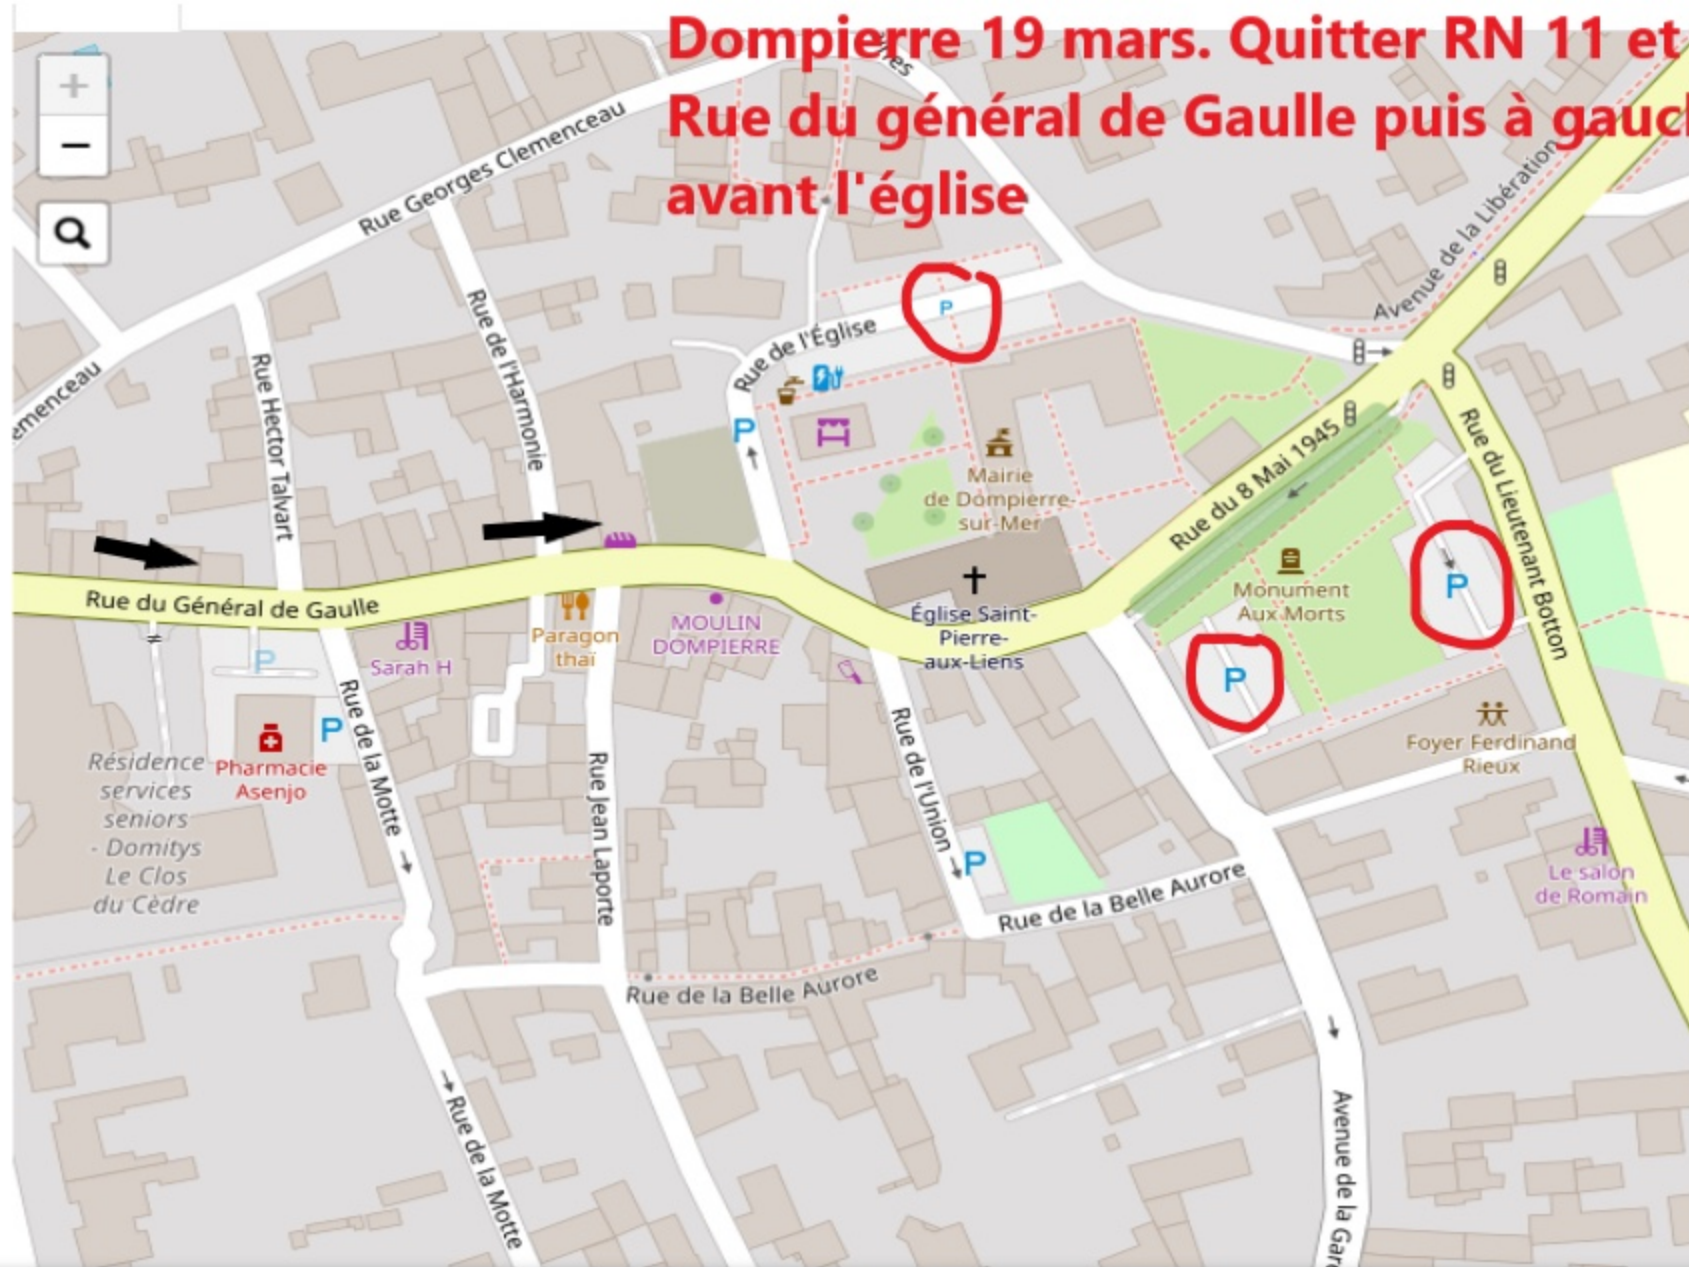 Dompierre 19 mars. Quitter RN 11 et
Rue du général de Gaulle puis à
avant l'église
+
−
Rue Georges Clemenceau
Avenue de la Libération
Rue de l'Harmonie
Rue Hector Talvart
P
Rue de l'Église
P
Mairie
de Dompierre-
sur-Mer
Rue du 8 Mai 1945
Rue du Lieutenant Botton
Rue du Général de Gaulle
Sarah H
Paragon
thaï
MOULIN
DOMPIERRE
Église Saint-
Pierre-
aux-Liens
Monument
Aux Morts
P
P
P
P
Pharmacie
Asenjo
Résidence
services
seniors
- Domitys
Le Clos
du Cèdre
Rue de la Motte
Rue Jean Laporte
Rue de l'Union
P
Foyer Ferdinand
Rieux
Le salon
de Romain
Rue de la Belle Aurore
Rue de la Belle Aurore
Rue de la Motte
Avenue de la